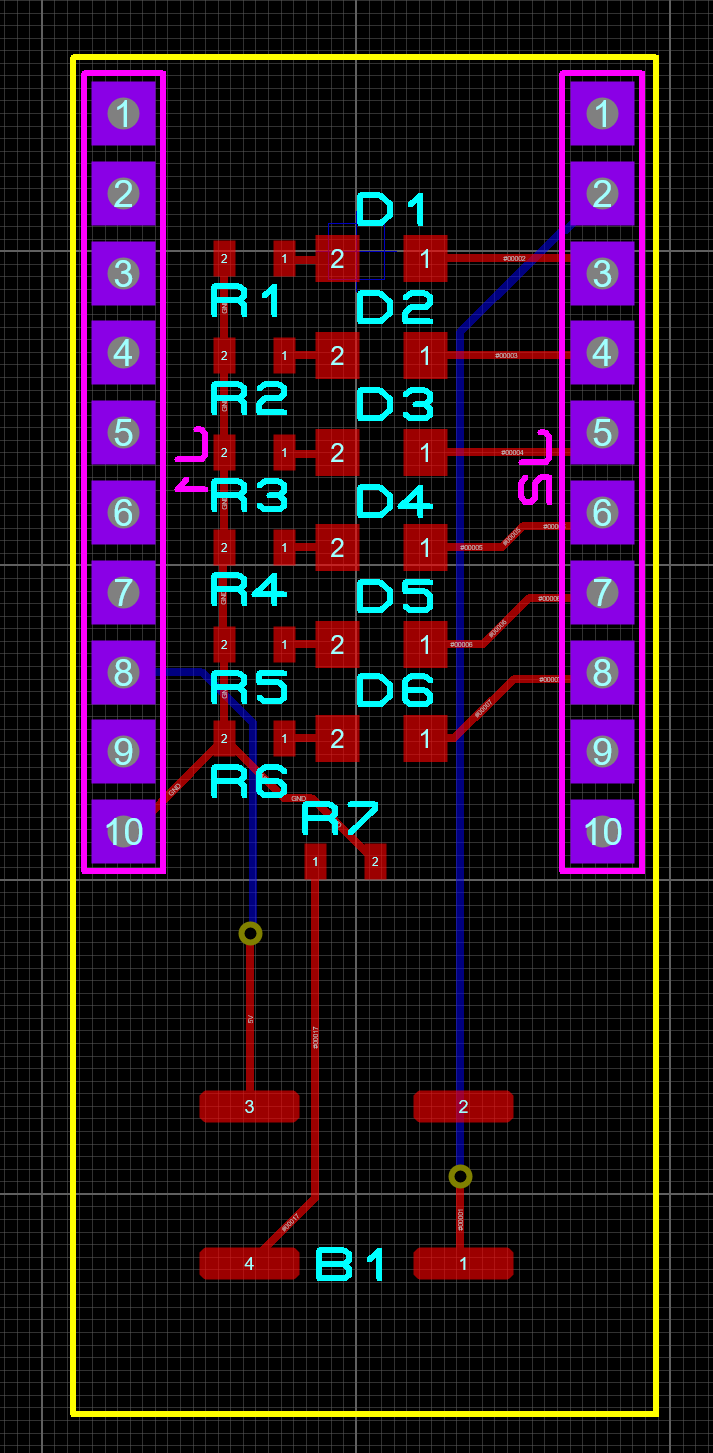 1 1
2 2
D1
3 2 1 2 1 #00002 3
R1 D2
4 2 1 2 1 #00003 4
R2 D3
5 2 1 2 1 #00004 5
R3 D4
6 6
2 1 2 1 #00005 #00005
R4 D5
7 7
2 1 2 1 #00006 #00006
R5 D6
8 8
2 1 2 1 #00007
9 9
R6
GND GND
R7
10 10
1 2
5V
#00017
3 2
#00017 #00001
4 B1 1